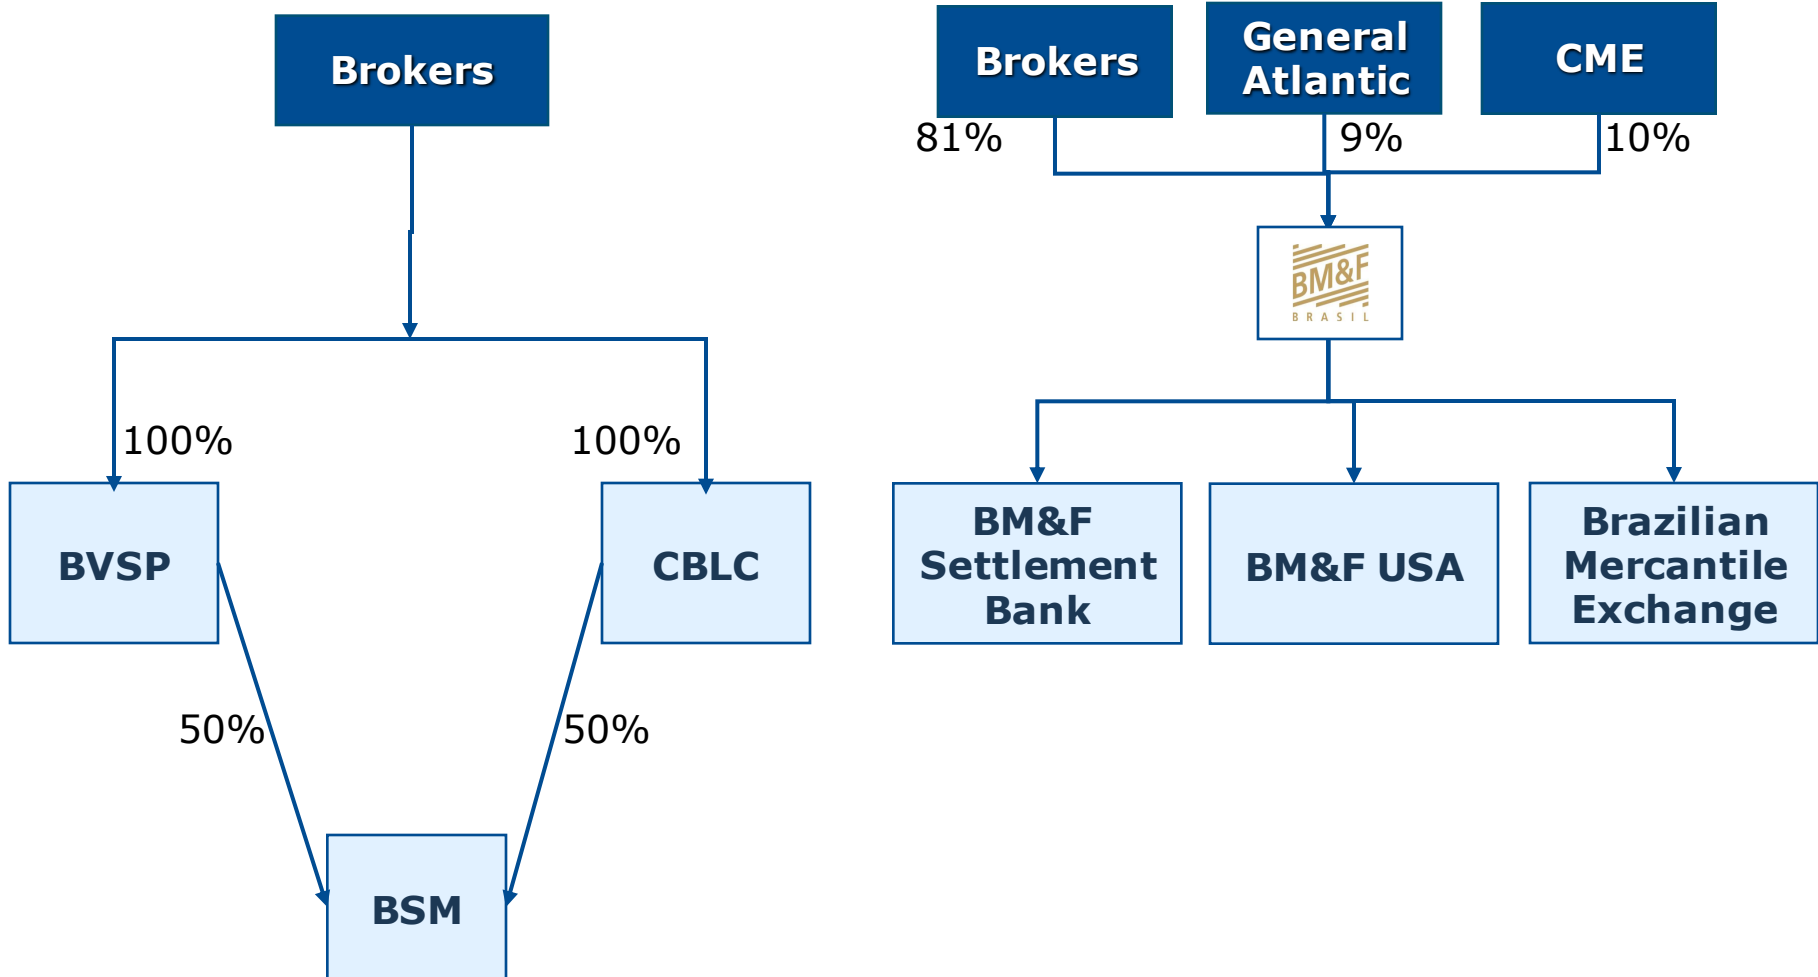 Brokers
100%
100%
BVSP
CBLC
50%
50%
BSM
Brokers
General
Atlantic
CME
81%
9%
10%
BM&F
BRASIL
BM&F
Settlement
Bank
BM&F USA
Brazilian
Mercantile
Exchange